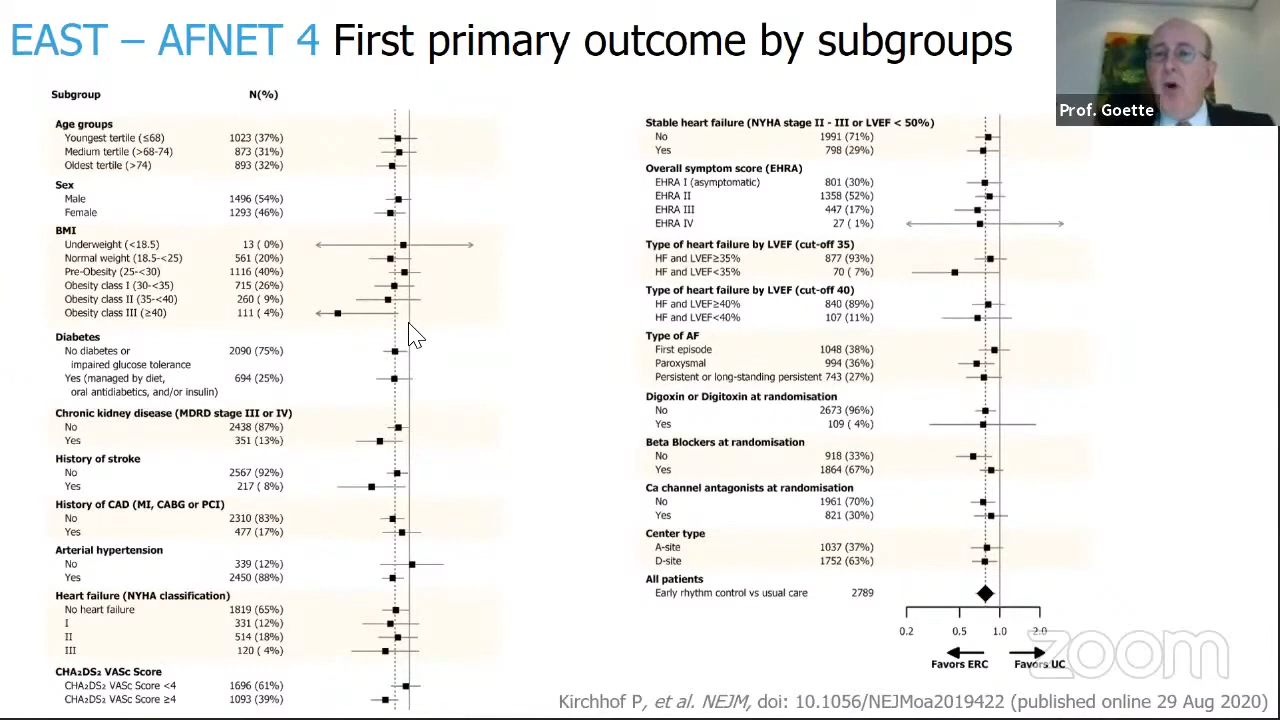 EAST – AFNET 4 First primary outcome by subgroups
Prof. Goette
Subgroup N(%)
Age groups
Youngest tertile (≤68) 1023 (37%)
Medium tertile (>68-74) 873 (31%)
Oldest tertile (>74) 893 (32%)
Sex
Male 1496 (54%)
Female 1293 (46%)
BMI
Underweight (<18.5) 13 ( 0%)
Normal weight (18.5-<25) 561 (20%)
Pre-Obesity (25-<30) 1116 (40%)
Obesity class I (30-<35) 715 (26%)
Obesity class II (35-<40) 260 ( 9%)
Obesity class III (≥40) 111 ( 4%)
Diabetes
No diabetes or 2090 (75%)
impaired glucose tolerance
Yes (managed by diet, 694 (25%)
oral antidiabetics, and/or insulin)
Chronic kidney disease (MDRD stage III or IV)
No 2438 (87%)
Yes 351 (13%)
History of stroke
No 2567 (92%)
Yes 217 ( 8%)
History of CAD (MI, CABG or PCI)
No 2310 (83%)
Yes 477 (17%)
Arterial hypertension
No 339 (12%)
Yes 2450 (88%)
Heart failure (NYHA classification)
No heart failure 1819 (65%)
I 331 (12%)
II 514 (18%)
III 120 ( 4%)
CHA₂DS₂ VASc Score
CHA₂DS₂ VASc Score <4 1696 (61%)
CHA₂DS₂ VASc Score ≥4 1093 (39%)
Stable heart failure (NYHA stage II - III or LVEF < 50%)
No 1991 (71%)
Yes 798 (29%)
Overall symptom score (EHRA)
EHRA I (asymptomatic) 801 (30%)
EHRA II 1358 (52%)
EHRA III 447 (17%)
EHRA IV 27 ( 1%)
Type of heart failure by LVEF (cut-off 35)
HF and LVEF≥35% 877 (93%)
HF and LVEF<35% 70 ( 7%)
Type of heart failure by LVEF (cut-off 40)
HF and LVEF≥40% 840 (89%)
HF and LVEF<40% 107 (11%)
Type of AF
First episode 1048 (38%)
Paroxysmal 994 (36%)
Persistent or long-standing persistent 743 (27%)
Digoxin or Digitoxin at randomisation
No 2673 (96%)
Yes 109 ( 4%)
Beta Blockers at randomisation
No 918 (33%)
Yes 1864 (67%)
Ca channel antagonists at randomisation
No 1961 (70%)
Yes 821 (30%)
Center type
A-site 1037 (37%)
D-site 1752 (63%)
All patients
Early rhythm control vs usual care 2789
0.2 0.5 1.0 2.0
Favors ERC Favors UC
zoom
Kirchhof P, et al. NEJM, doi: 10.1056/NEJMoa2019422 (published online 29 Aug 2020)